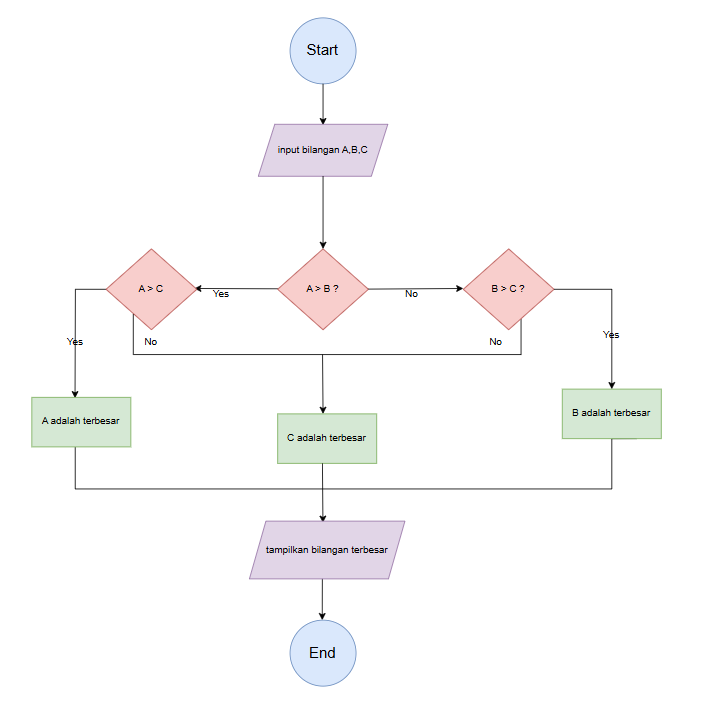 Start
input bilangan A,B,C
A > C
A > B ?
B > C ?
Yes
No
Yes
No
No
Yes
A adalah terbesar
C adalah terbesar
B adalah terbesar
tampilkan bilangan terbesar
End